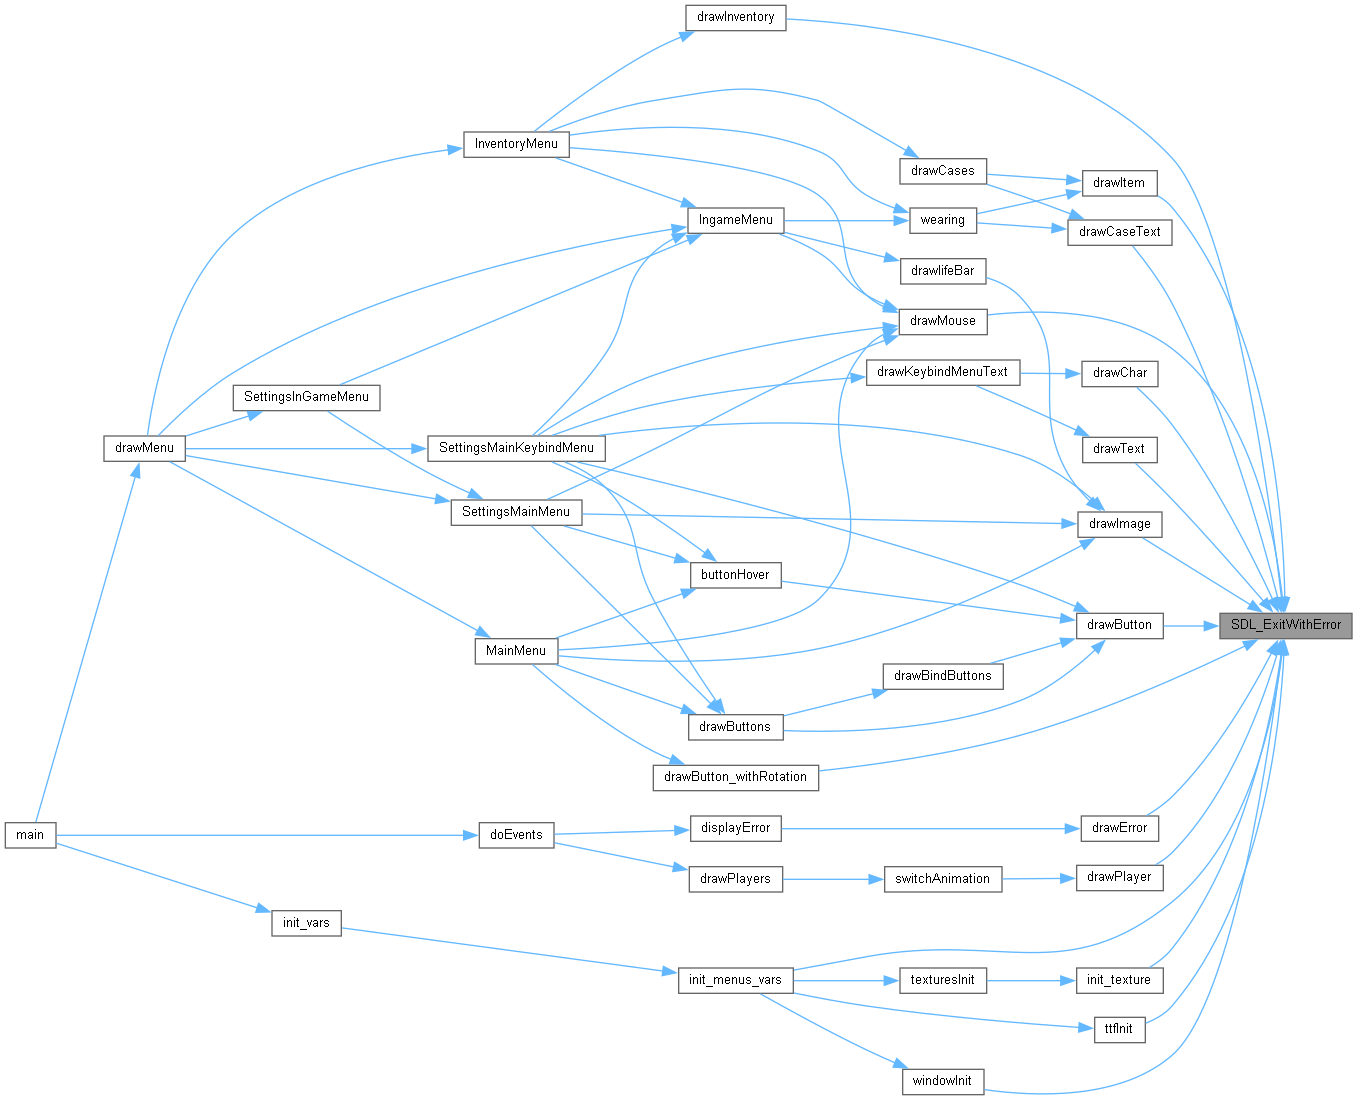 drawInventory
InventoryMenu
drawCases
drawItem
IngameMenu
wearing
drawCaseText
drawlifeBar
drawMouse
drawKeybindMenuText
drawChar
SettingsInGameMenu
drawMenu
SettingsMainKeybindMenu
drawText
SettingsMainMenu
drawImage
buttonHover
drawButton
SDL_ExitWithError
MainMenu
drawBindButtons
drawButtons
drawButton_withRotation
main
doEvents
displayError
drawError
drawPlayers
switchAnimation
drawPlayer
init_vars
init_menus_vars
texturesInit
init_texture
ttfInit
windowInit